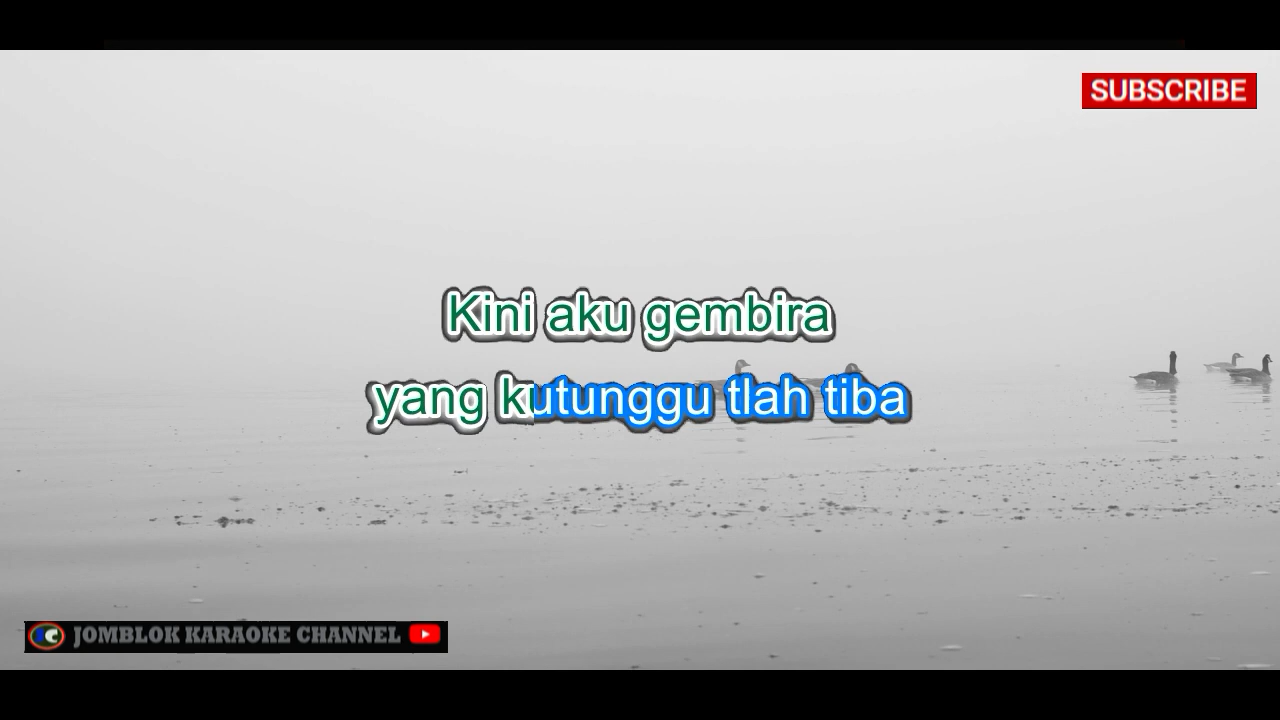 SUBSCRIBE
Kini aku gembira
yang kutunggu tlah tiba
JOMBLOK KARAOKE CHANNEL